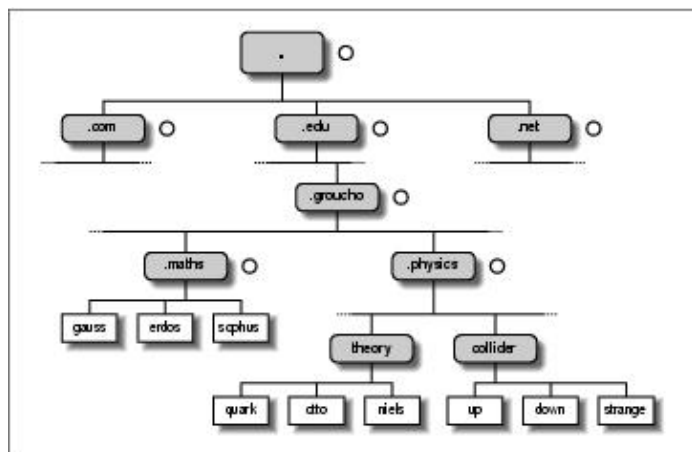 .
.com .edu .net
.groucho
.maths .physics
gauss erdos sophus
theory collider
quark otto niels up down strange